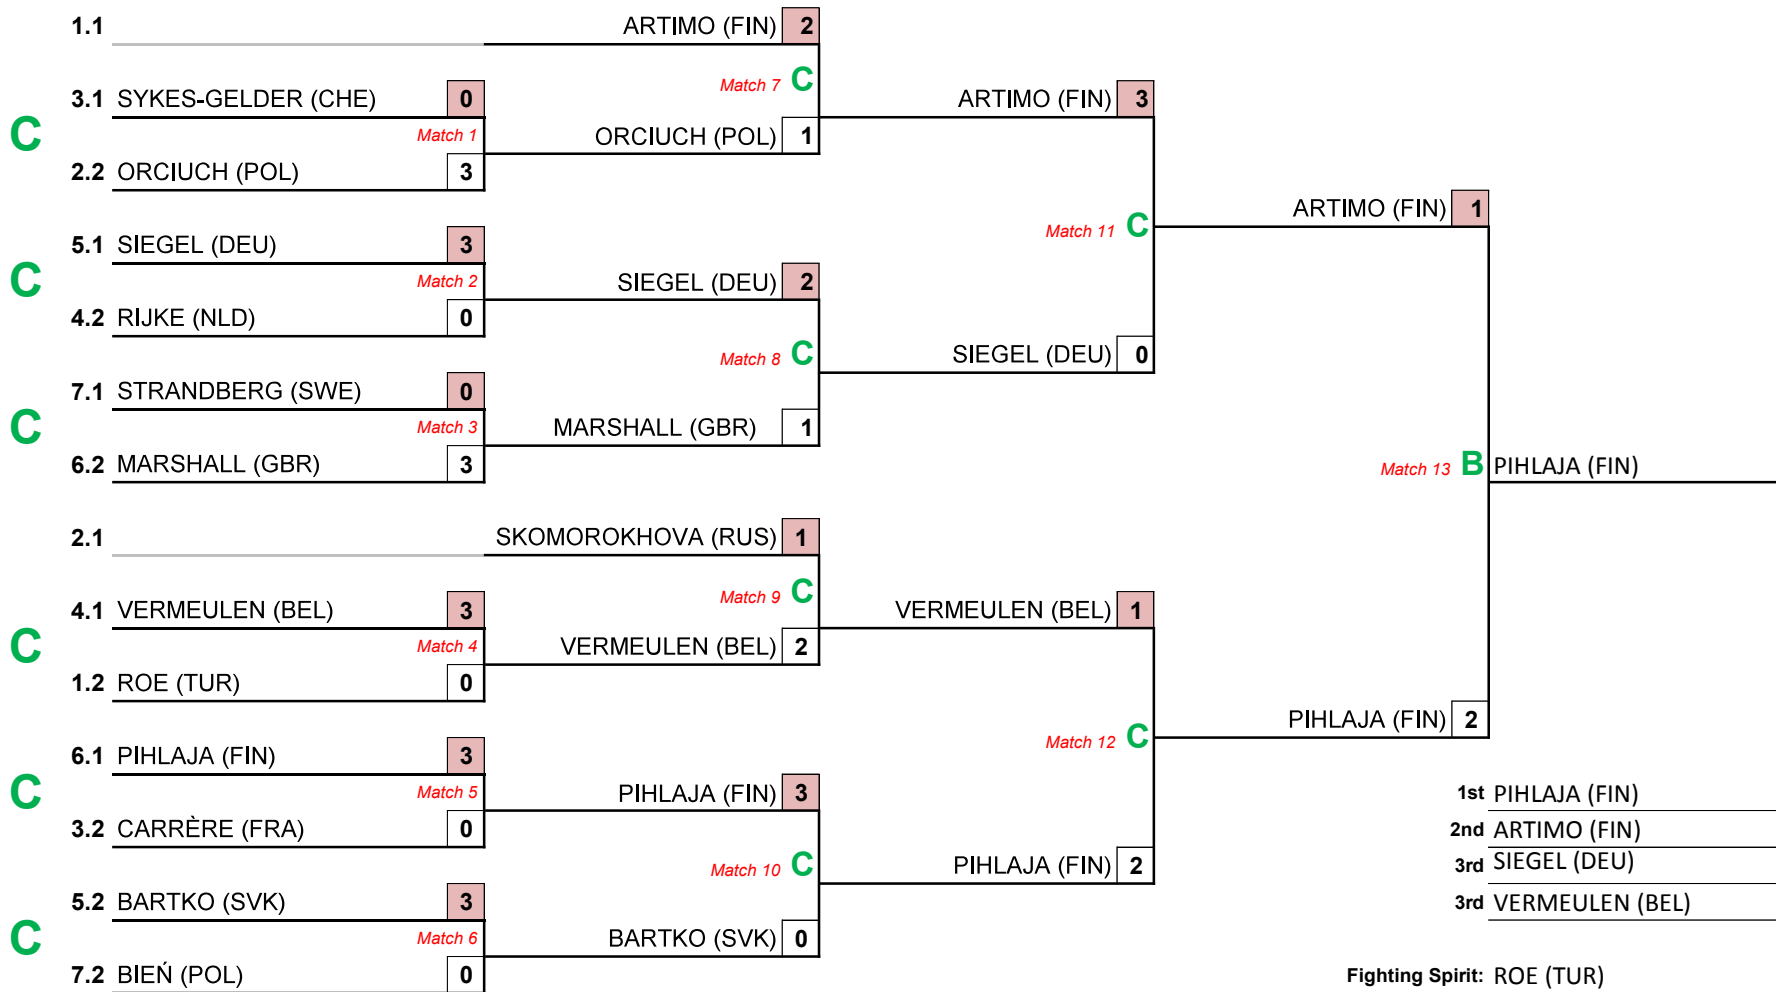 1.1 ARTIMO (FIN) 2
Match 7 C
3.1 SYKES-GELDER (CHE) 0 ARTIMO (FIN) 3
C Match 1 ORCIUCH (POL) 1
2.2 ORCIUCH (POL) 3
ARTIMO (FIN) 1
Match 11 C
5.1 SIEGEL (DEU) 3
C Match 2 SIEGEL (DEU) 2
4.2 RIJKE (NLD) 0
Match 8 C SIEGEL (DEU) 0
7.1 STRANDBERG (SWE) 0
C Match 3 MARSHALL (GBR) 1
6.2 MARSHALL (GBR) 3
Match 13 B PIHLAJA (FIN)
2.1 SKOMOROKHOVA (RUS) 1
Match 9 C
4.1 VERMEULEN (BEL) 3 VERMEULEN (BEL) 1
C Match 4 VERMEULEN (BEL) 2
1.2 ROE (TUR) 0
PIHLAJA (FIN) 2
Match 12 C
6.1 PIHLAJA (FIN) 3
C Match 5 PIHLAJA (FIN) 3
3.2 CARRÈRE (FRA) 0
Match 10 C PIHLAJA (FIN) 2
5.2 BARTKO (SVK) 3
C Match 6 BARTKO (SVK) 0
7.2 BIEŃ (POL) 0
1st PIHLAJA (FIN)
2nd ARTIMO (FIN)
3rd SIEGEL (DEU)
3rd VERMEULEN (BEL)
Fighting Spirit: ROE (TUR)